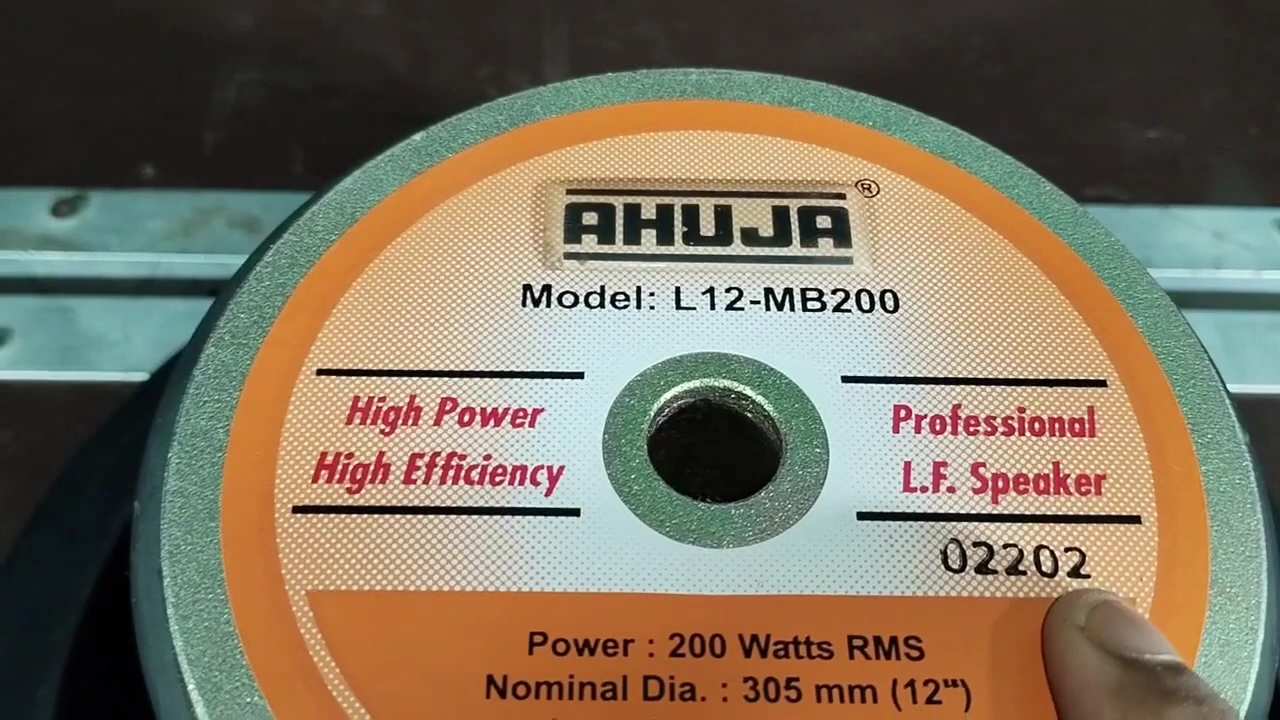 AHUJA®
Model: L12-MB200
High Power
High Efficiency
Professional
L.F. Speaker
02202
Power : 200 Watts RMS
Nominal Dia. : 305 mm (12")